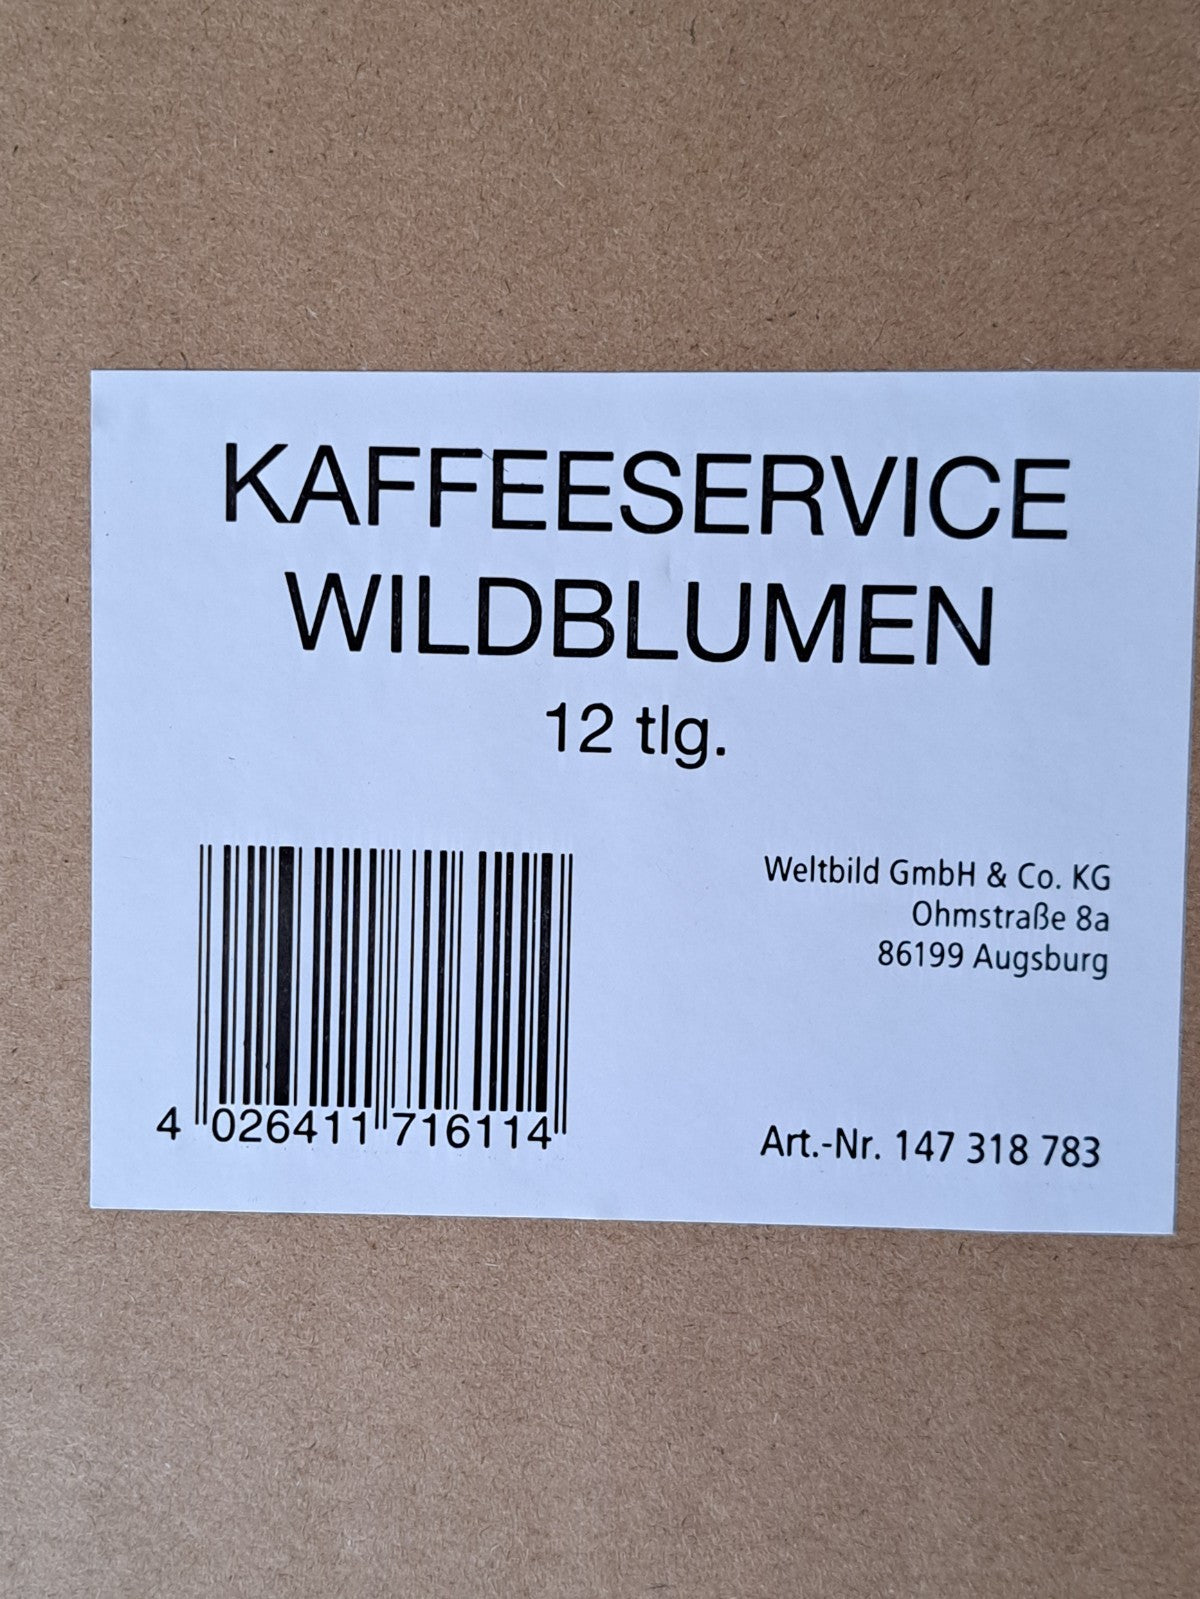 KAFFEESERVICE
WILDBLUMEN
12 tlg.
Weltbild GmbH & Co. KG
Ohmstraße 8a
86199 Augsburg
4 026411 716114
Art.-Nr. 147 318 783